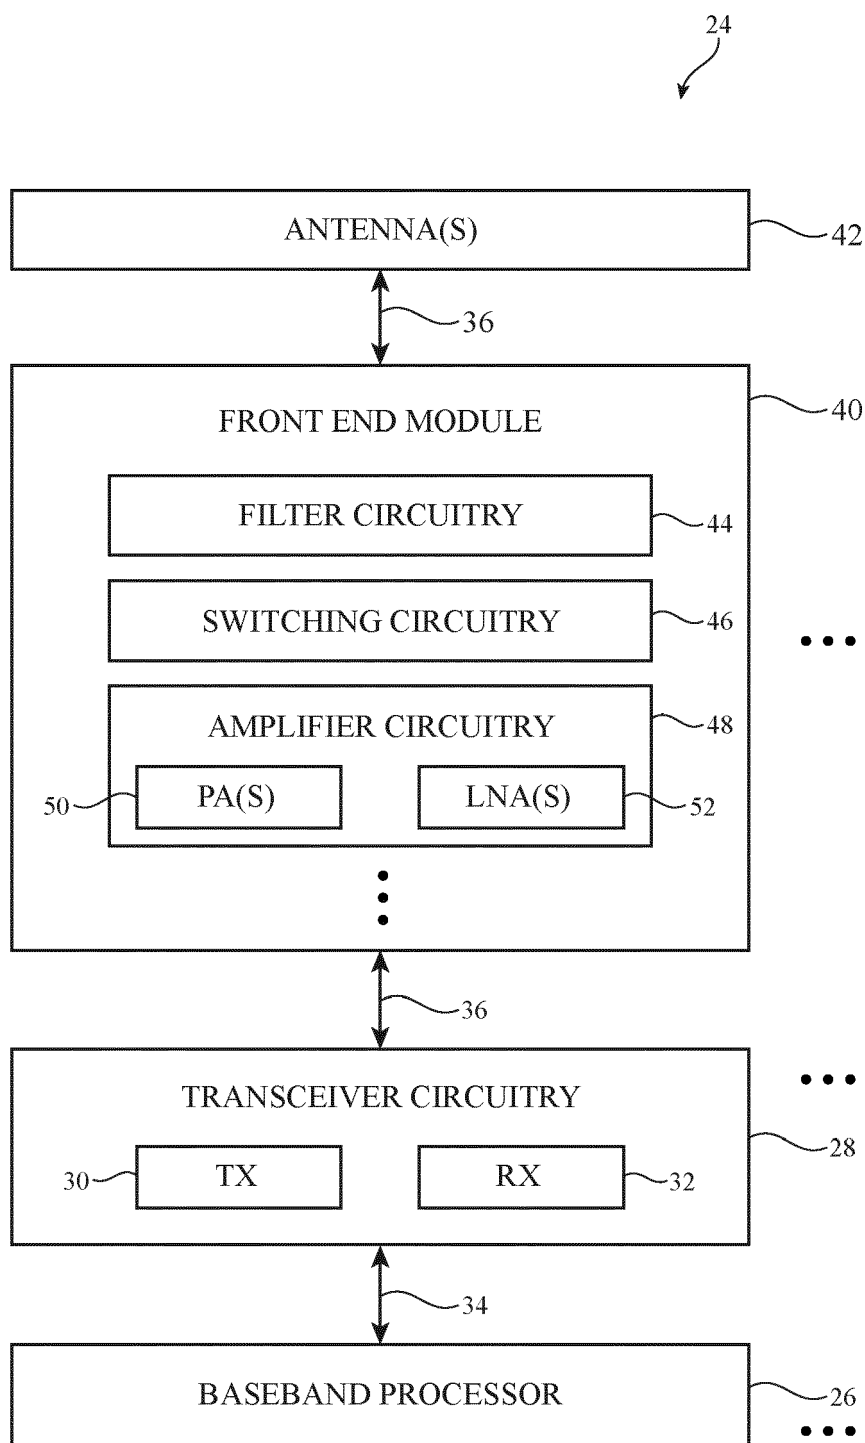 24
ANTENNA(S)
42
36
FRONT END MODULE
40
FILTER CIRCUITRY
44
SWITCHING CIRCUITRY
46
AMPLIFIER CIRCUITRY
48
50
PA(S)
LNA(S)
52
36
TRANSCEIVER CIRCUITRY
28
30
TX
RX
32
34
BASEBAND PROCESSOR
26